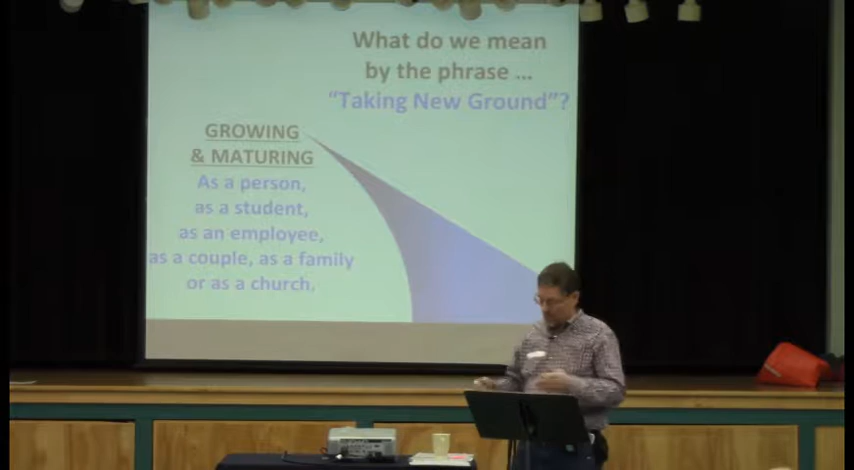 What do we mean
by the phrase ...
“Taking New Ground”?
GROWING
& MATURING
As a person,
as a student,
as an employee,
as a couple, as a family
or as a church.